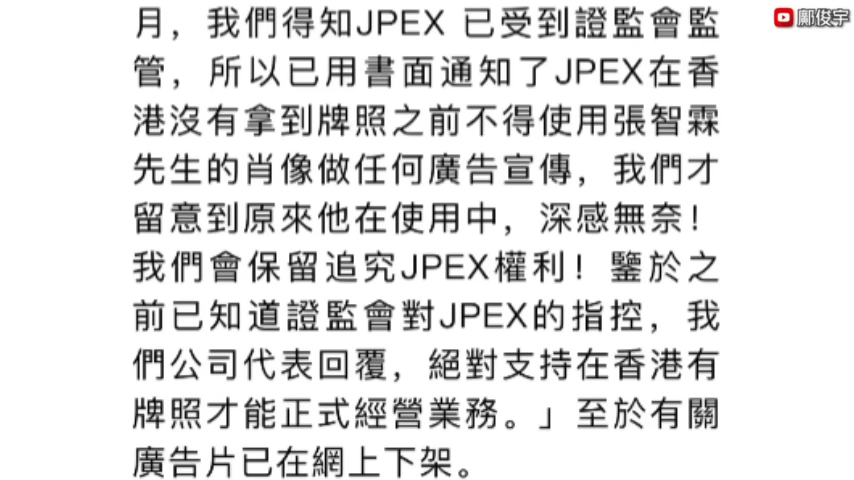 鄺俊宇
月，我們得知JPEX 已受到證監會監
管，所以已用書面通知了JPEX在香
港沒有拿到牌照之前不得使用張智霖
先生的肖像做任何廣告宣傳，我們才
留意到原來他在使用中，深感無奈！
我們會保留追究JPEX權利！鑒於之
前已知道證監會對JPEX的指控，我
們公司代表回覆，絕對支持在香港有
牌照才能正式經營業務。」至於有關
廣告片已在網上下架。